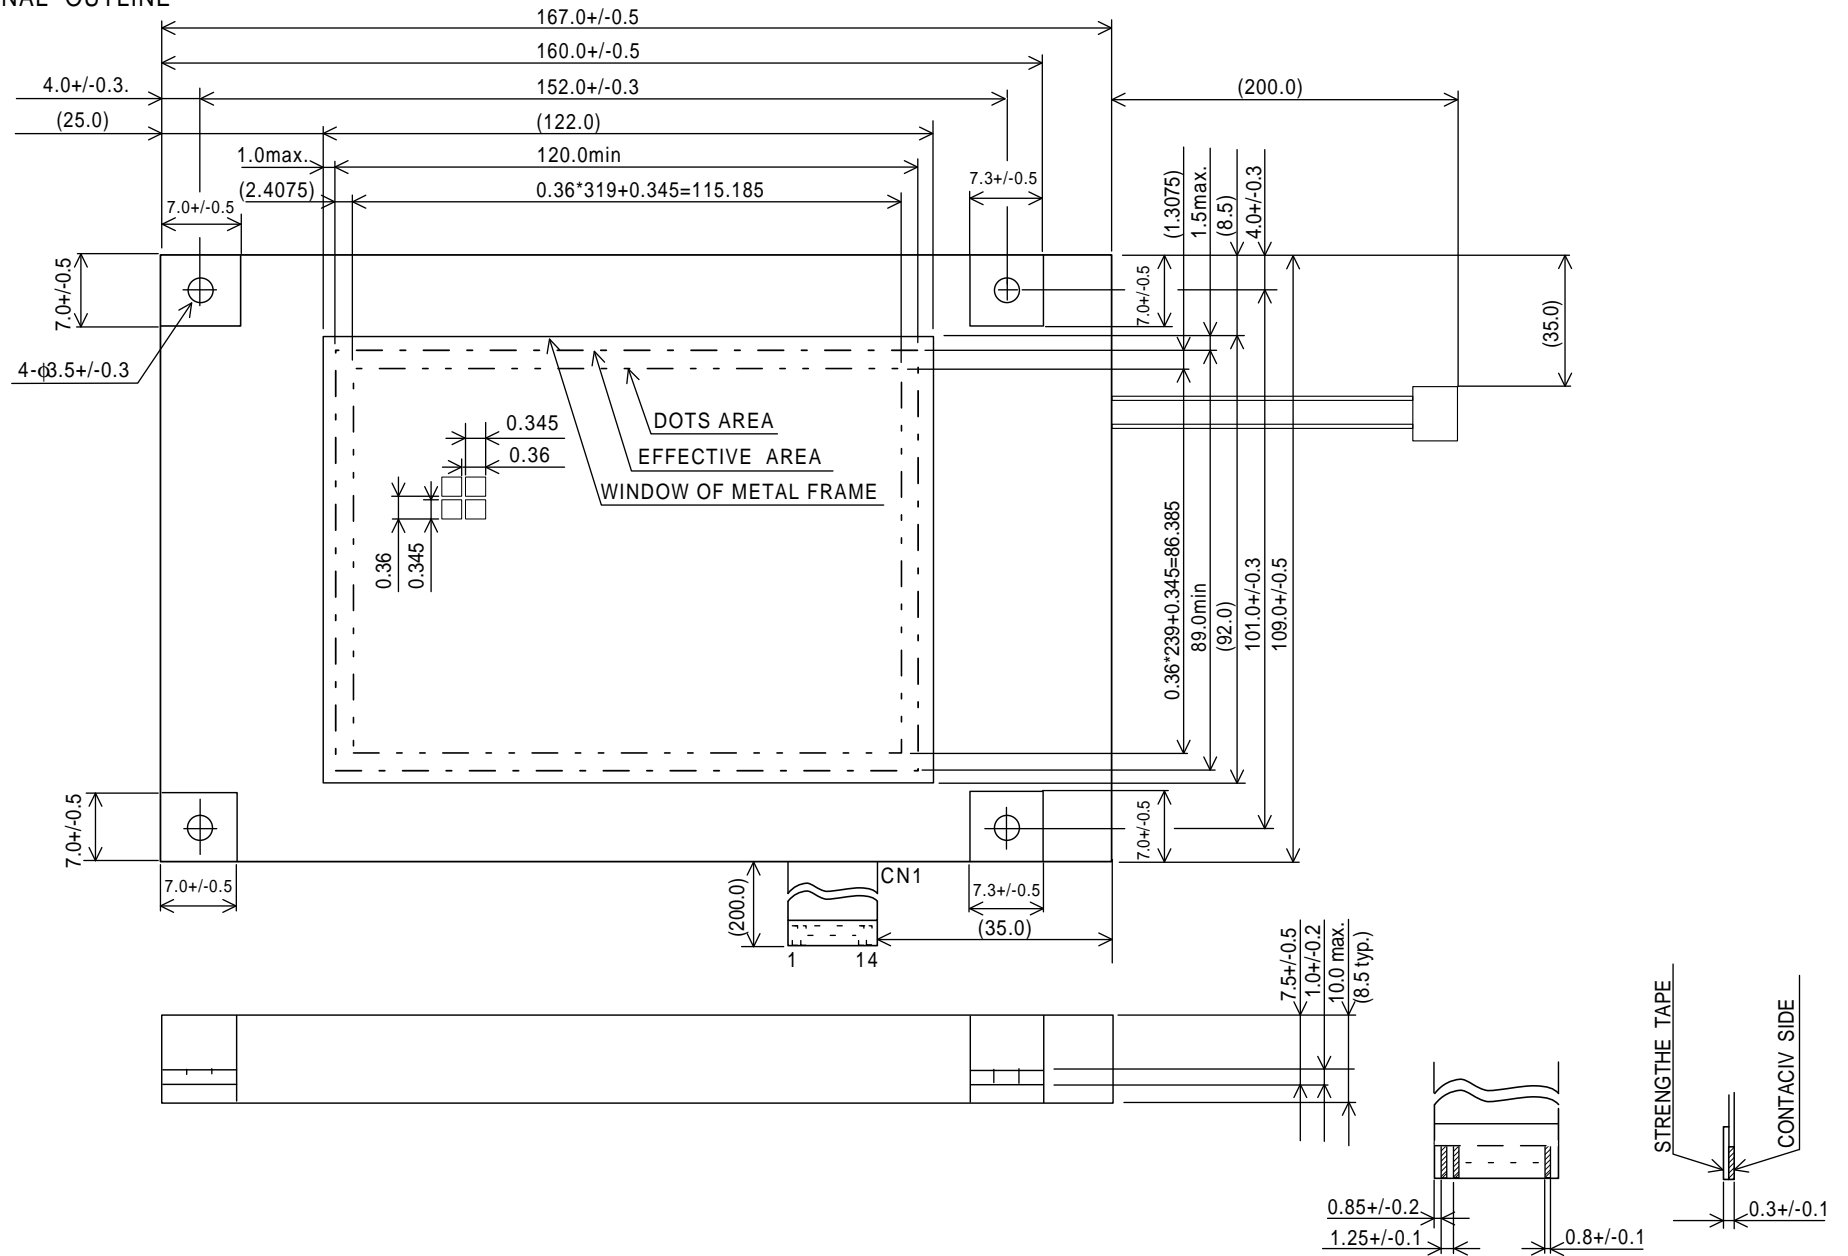 NAL OUTLINE
167.0+/-0.5
160.0+/-0.5
4.0+/-0.3.
152.0+/-0.3
(200.0)
(25.0)
(122.0)
1.0max.
120.0min
(2.4075)
0.36*319+0.345=115.185
7.3+/-0.5
7.0+/-0.5
(1.3075)
1.5max.
(8.5)
4.0+/-0.3
7.0+/-0.5
7.0+/-0.5
(35.0)
4-ϕ3.5+/-0.3
DOTS AREA
EFFECTIVE AREA
WINDOW OF METAL FRAME
0.345
0.36
0.36
0.345
0.36*239+0.345=86.385
89.0min
(92.0)
101.0+/-0.3
109.0+/-0.5
7.0+/-0.5
7.0+/-0.5
7.0+/-0.5
(200.0)
CN1
7.3+/-0.5
(35.0)
1
14
7.5+/-0.5
1.0+/-0.2
10.0 max.
(8.5 typ.)
STRENGTHE TAPE
CONTACIV SIDE
0.85+/-0.2
1.25+/-0.1
0.8+/-0.1
0.3+/-0.1